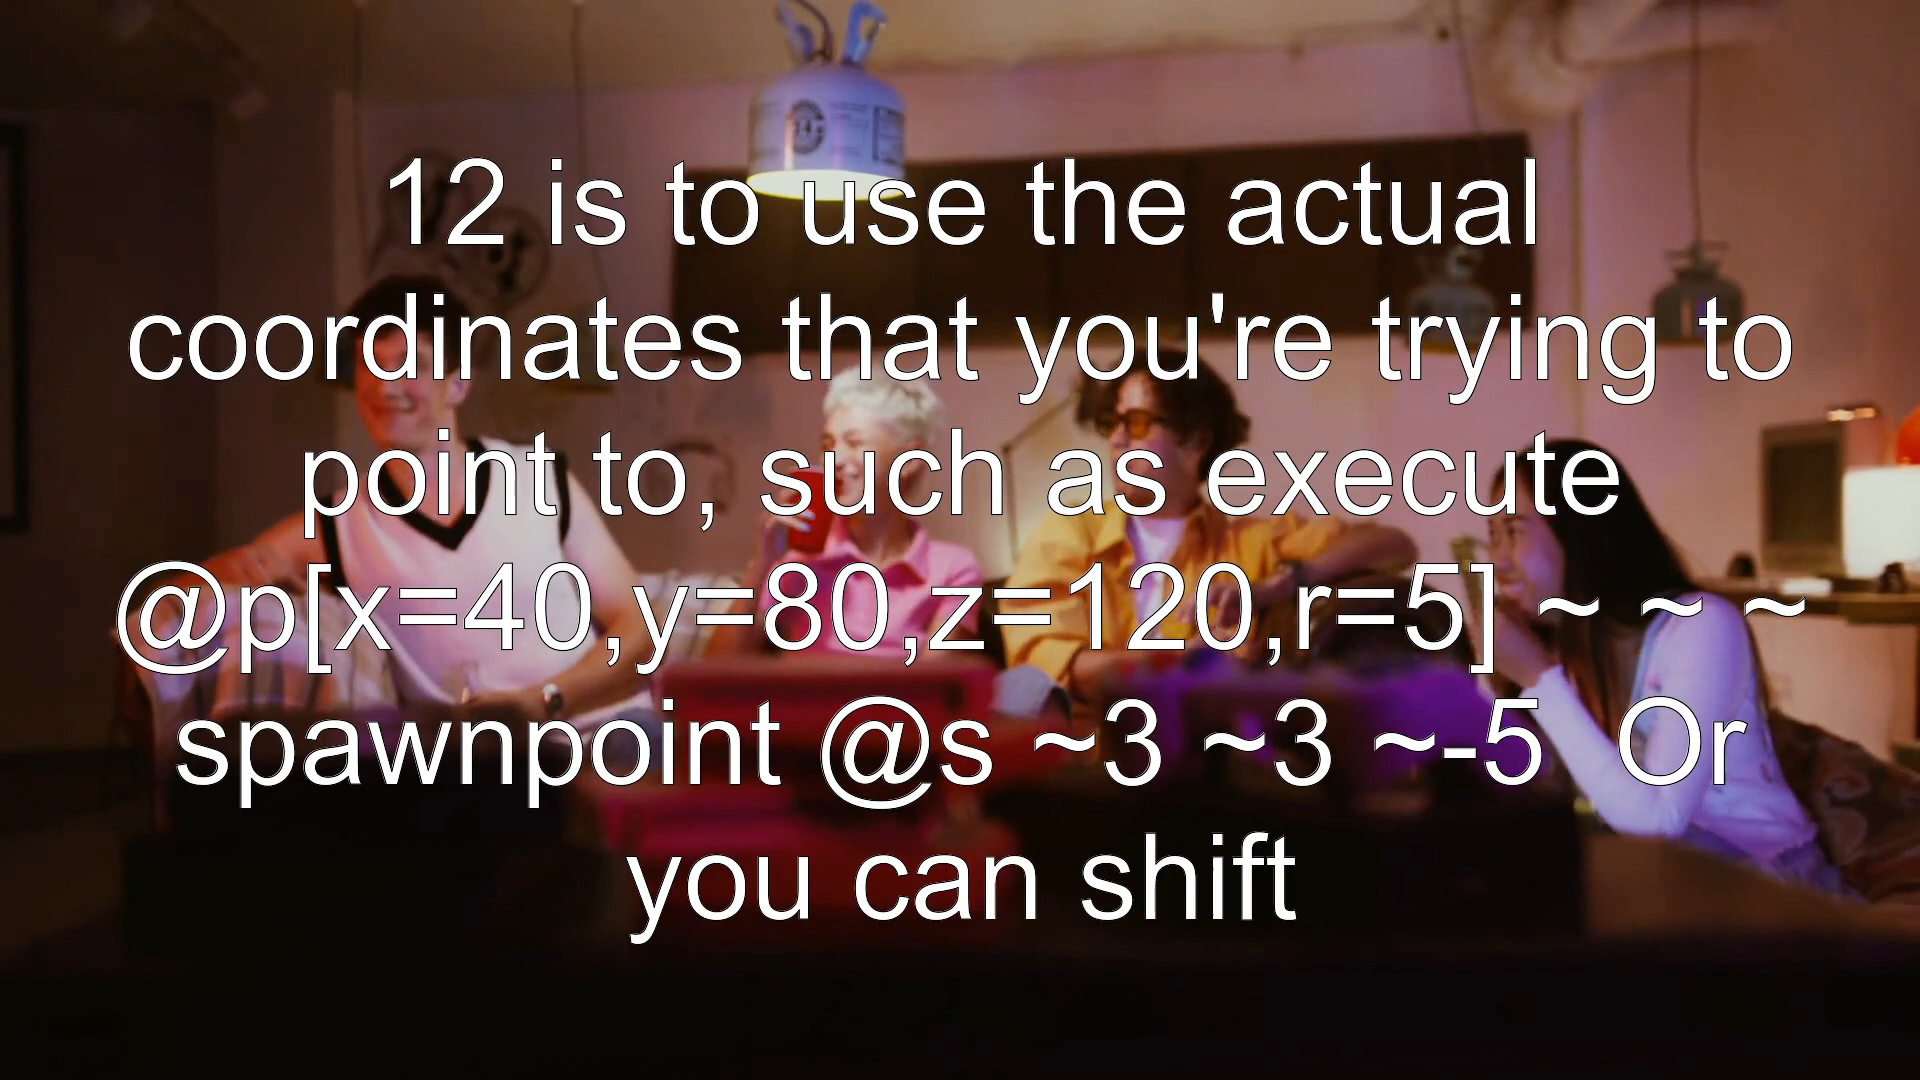 12 is to use the actual
coordinates that you're trying to
point to, such as execute
@p[x=40,y=80,z=120,r=5] ~ ~ ~
spawnpoint @s ~3 ~3 ~-5  Or
you can shift